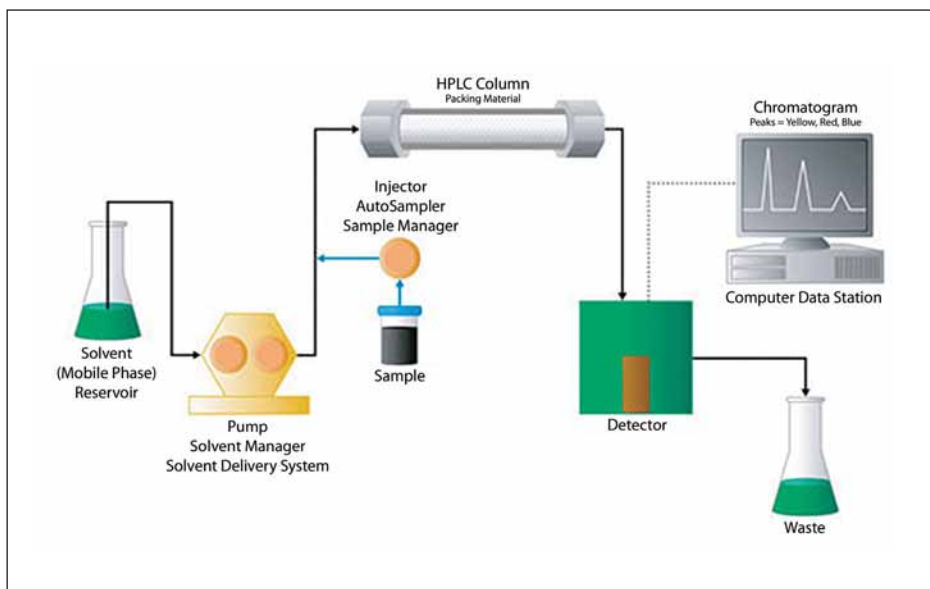 HPLC Column
Packing Material
Chromatogram
Peaks = Yellow, Red, Blue
Injector
AutoSampler
Sample Manager
Solvent
(Mobile Phase)
Reservoir
Sample
Computer Data Station
Pump
Solvent Manager
Solvent Delivery System
Detector
Waste